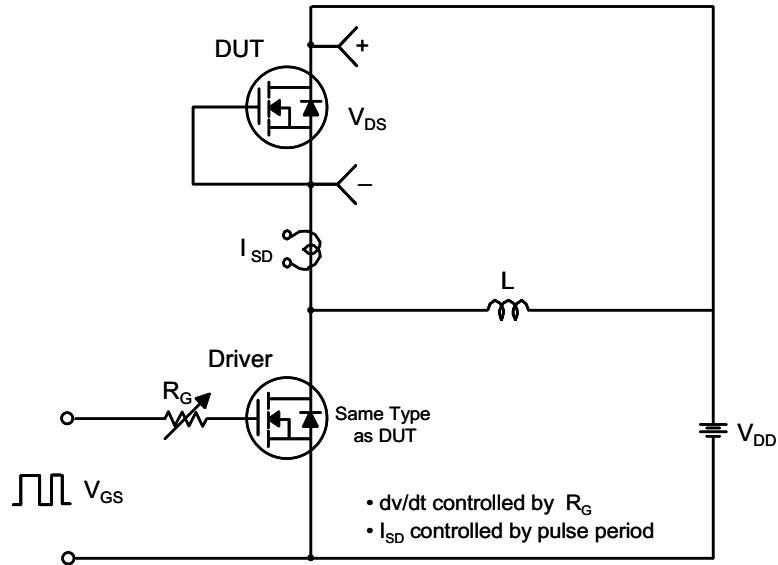 DUT
+
V_DS
_
I_SD
L
Driver
R_G
Same Type
as DUT
V_DD
V_GS
• dv/dt controlled by R_G
• I_SD controlled by pulse period